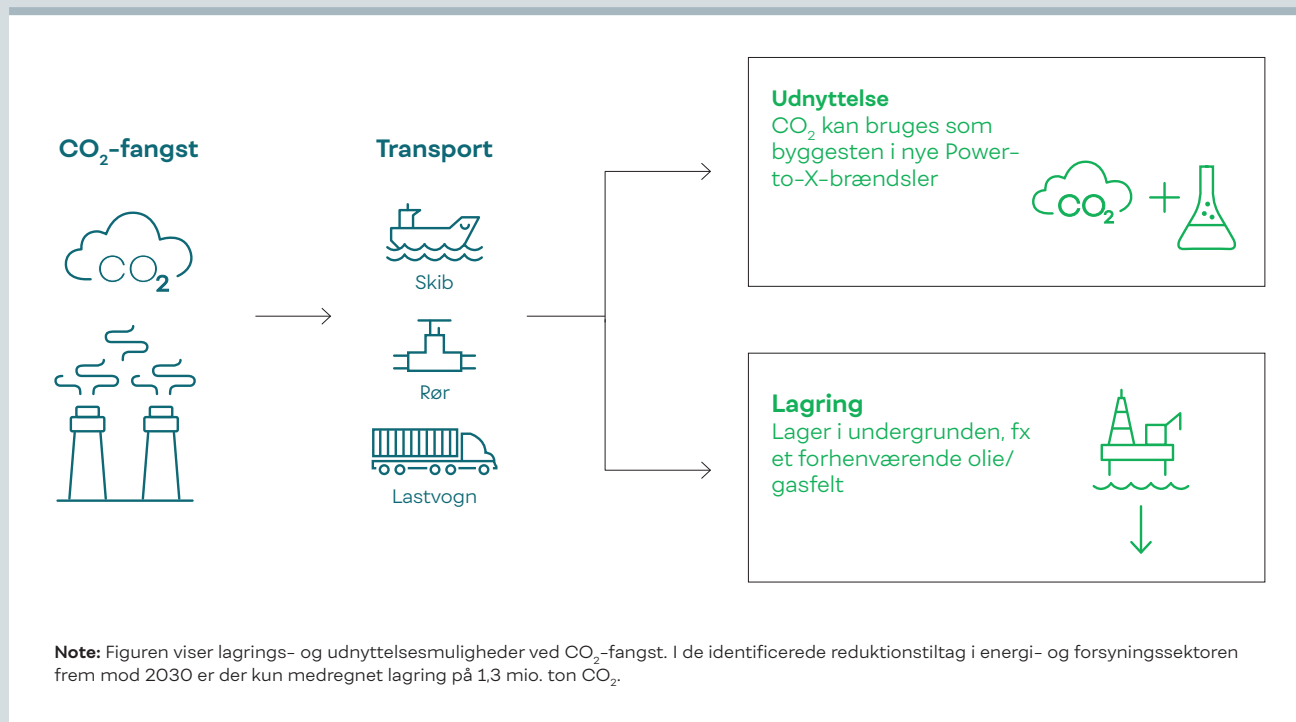 CO₂-fangst
CO₂
Transport
Skib
Rør
Lastvogn
Udnyttelse
CO₂ kan bruges som
byggesten i nye Power-
to-X-brændsler
CO₂ +
Lagring
Lager i undergrunden, fx
et forhenværende olie/
gasfelt
Note: Figuren viser lagrings- og udnyttelsesmuligheder ved CO₂-fangst. I de identificerede reduktionstiltag i energi- og forsyningssektoren
frem mod 2030 er der kun medregnet lagring på 1,3 mio. ton CO₂.